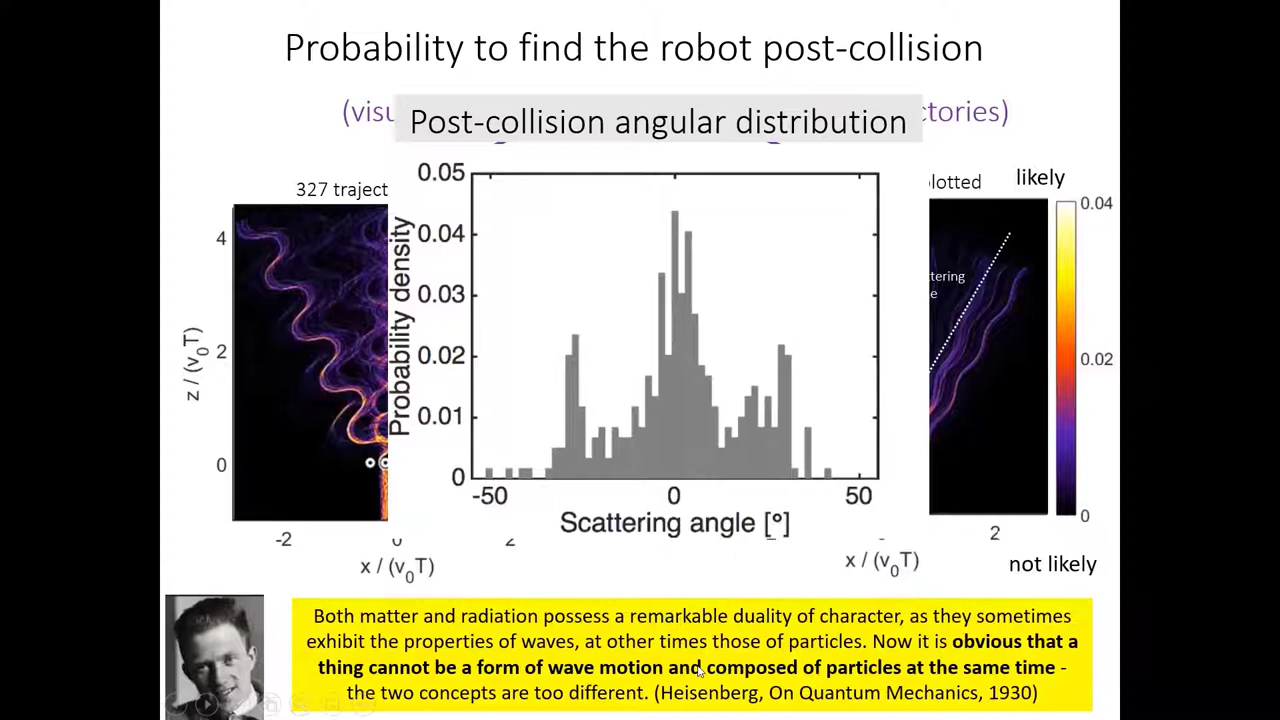 Probability to find the robot post-collision
(visu
ctories)
Post-collision angular distribution
327 traject
lotted
likely
0.05
0.04
0.03
0.02
0.01
0
Probability density
-50
0
50
Scattering angle [°]
4
2
0
z / (v0T)
-2
0
2
x / (v0T)
tering
e
2
x / (v0T)
0.04
0.02
0
not likely
Both matter and radiation possess a remarkable duality of character, as they sometimes
exhibit the properties of waves, at other times those of particles. Now it is obvious that a
thing cannot be a form of wave motion and composed of particles at the same time -
the two concepts are too different. (Heisenberg, On Quantum Mechanics, 1930)